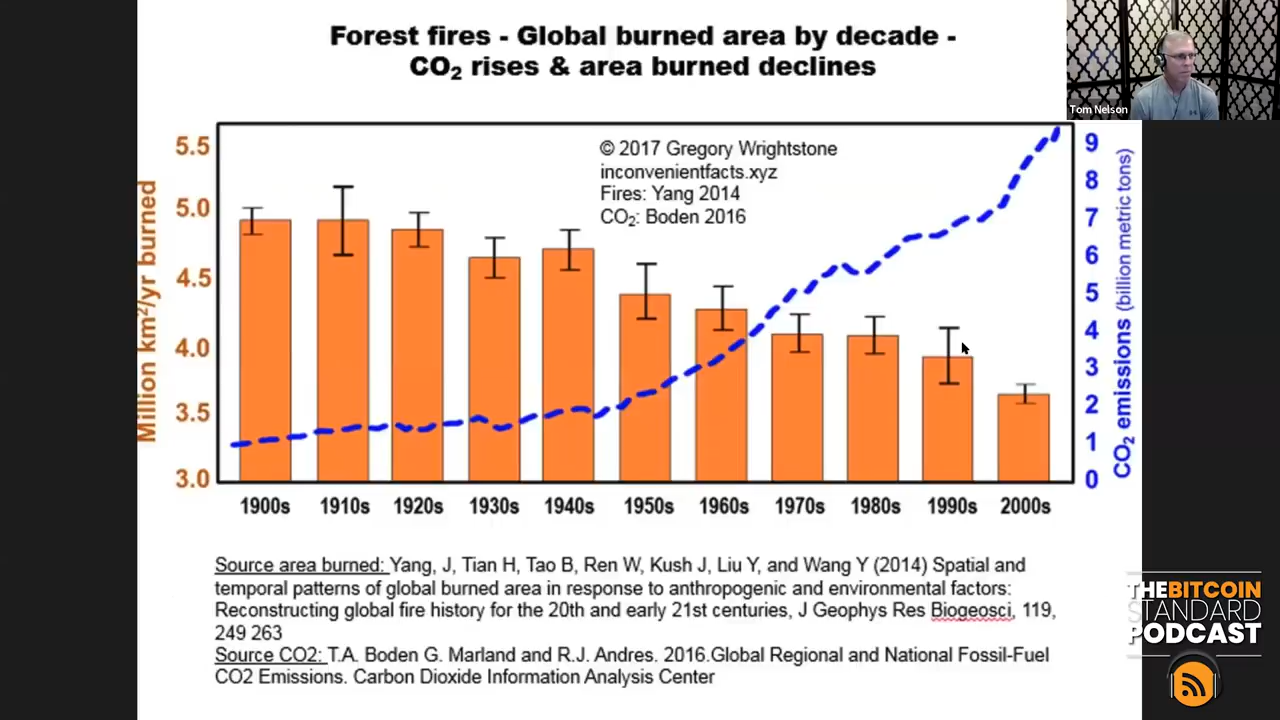 Forest fires - Global burned area by decade -
CO₂ rises & area burned declines
Tom Nelson
© 2017 Gregory Wrightstone
inconvenientfacts.xyz
Fires: Yang 2014
CO₂: Boden 2016
Million km²/yr burned
5.5
5.0
4.5
4.0
3.5
3.0
9
8
7
6
5
4
3
2
1
0
CO₂ emissions (billion metric tons)
1900s 1910s 1920s 1930s 1940s 1950s 1960s 1970s 1980s 1990s 2000s
Source area burned: Yang, J, Tian H, Tao B, Ren W, Kush J, Liu Y, and Wang Y (2014) Spatial and
temporal patterns of global burned area in response to anthropogenic and environmental factors:
Reconstructing global fire history for the 20th and early 21st centuries, J Geophys Res Biogeosci, 119,
249 263
Source CO2: T.A. Boden G. Marland and R.J. Andres. 2016.Global Regional and National Fossil-Fuel
CO2 Emissions. Carbon Dioxide Information Analysis Center
THEBITCOIN
STANDARD
PODCAST